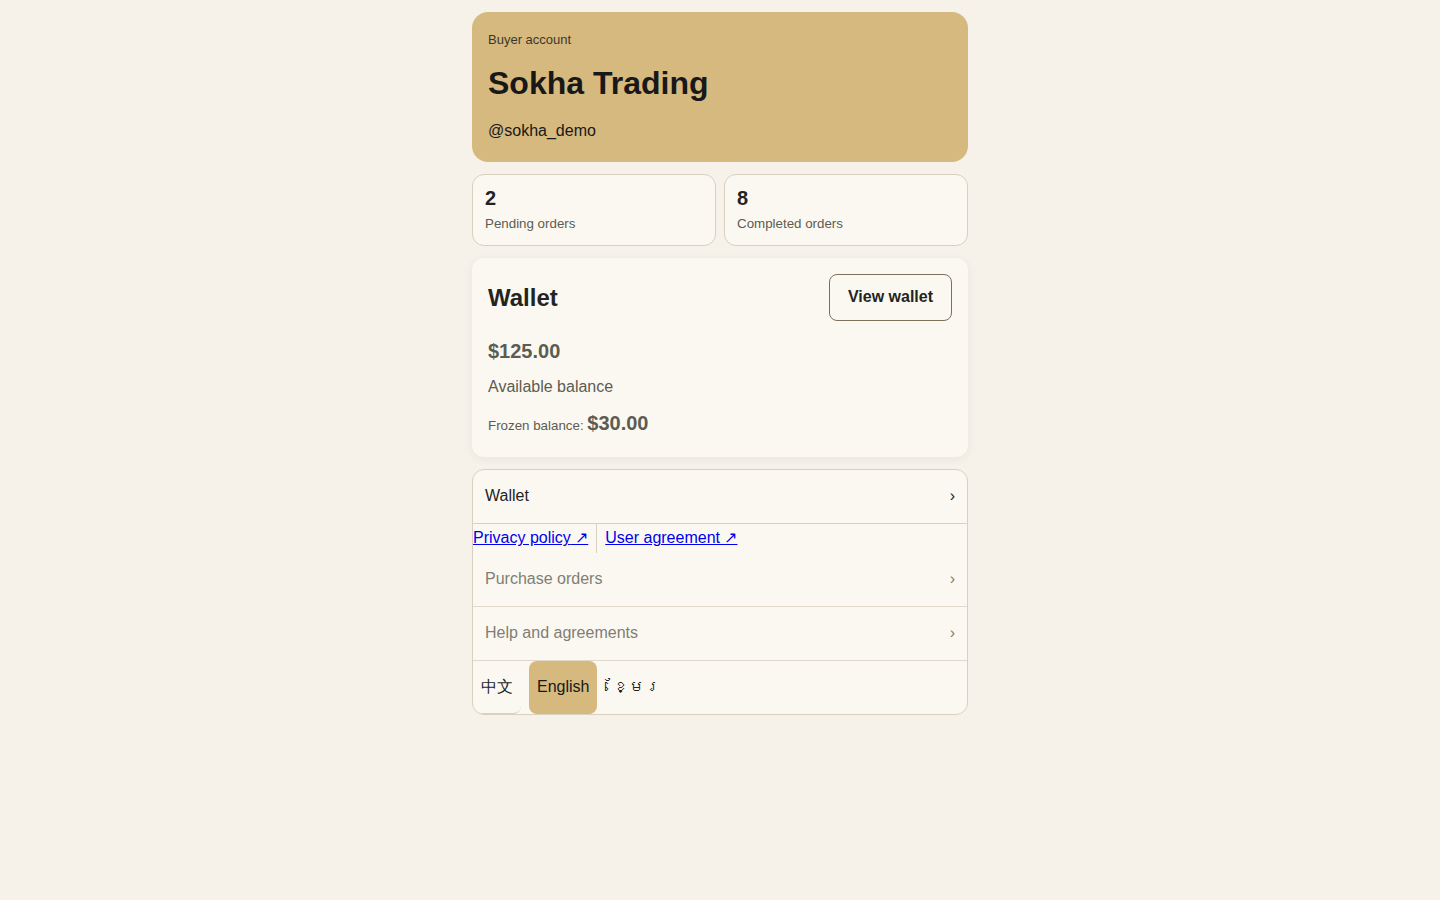 Buyer account
Sokha Trading
@sokha_demo
2
Pending orders
8
Completed orders
Wallet
View wallet
$125.00
Available balance
Frozen balance: $30.00
Wallet ›
Privacy policy ↗ User agreement ↗
Purchase orders ›
Help and agreements ›
中文 English ខ្មែរ